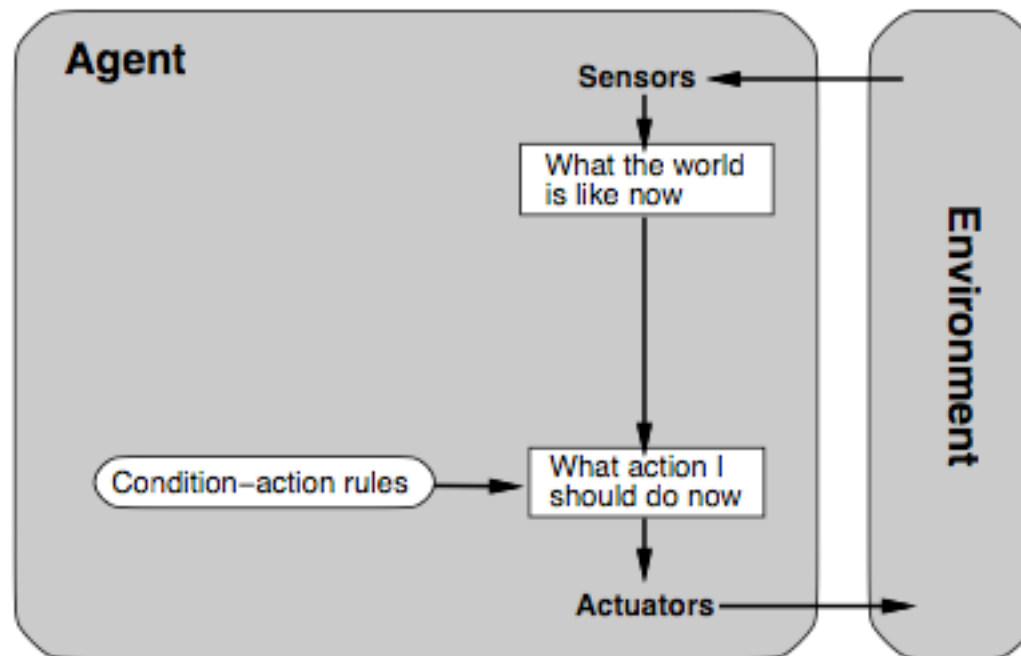 Agent
Sensors
What the world
is like now
Environment
Condition–action rules
What action I
should do now
Actuators